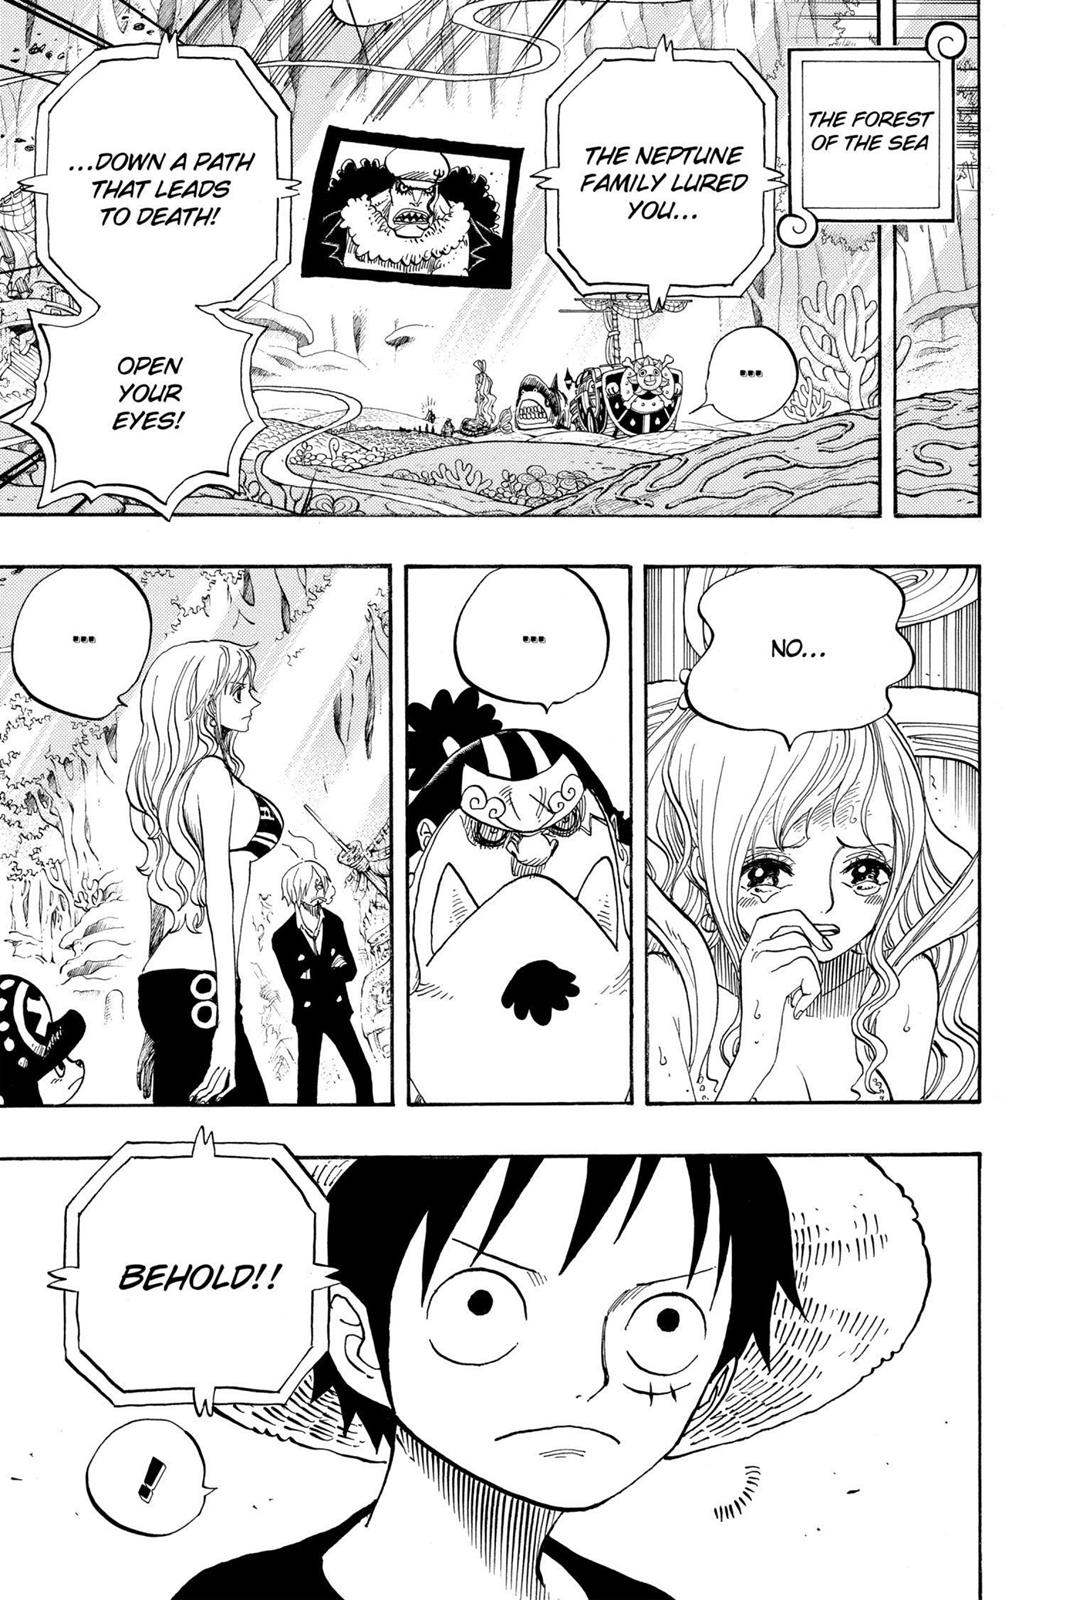 THE FOREST
OF THE SEA
THE NEPTUNE
FAMILY LURED
YOU...
...DOWN A PATH
THAT LEADS
TO DEATH!
OPEN
YOUR
EYES!
...
NO...
...
...
BEHOLD!!
!